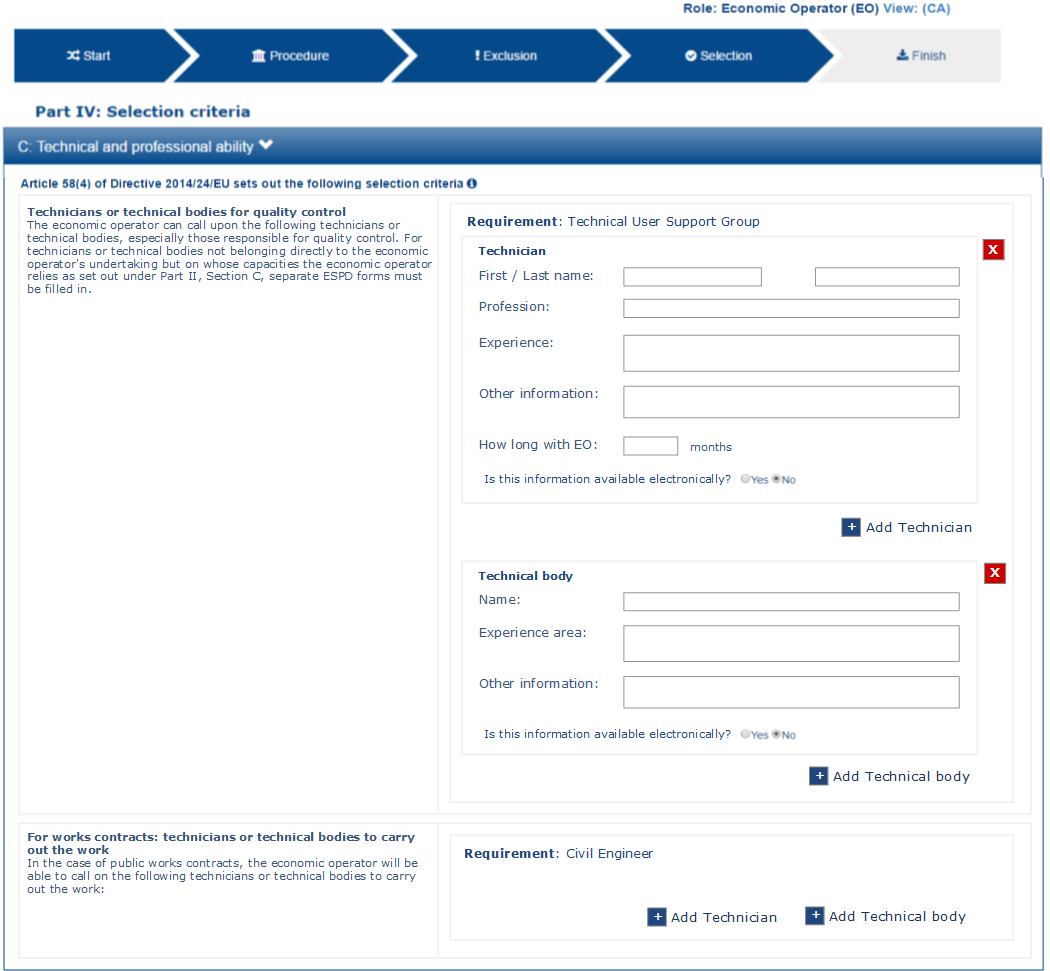 Role: Economic Operator (EO) View: (CA)
Start
Procedure
Exclusion
Selection
Finish
Part IV: Selection criteria
C: Technical and professional ability
Article 58(4) of Directive 2014/24/EU sets out the following selection criteria
Technicians or technical bodies for quality control
The economic operator can call upon the following technicians or
technical bodies, especially those responsible for quality control. For
technicians or technical bodies not belonging directly to the economic
operator's undertaking but on whose capacities the economic operator
relies as set out under Part II, Section C, separate ESPD forms must
be filled in.
Requirement: Technical User Support Group
X
Technician
First / Last name:
Profession:
Experience:
Other information:
How long with EO: months
Is this information available electronically? Yes No
+ Add Technician
X
Technical body
Name:
Experience area:
Other information:
Is this information available electronically? Yes No
+ Add Technical body
For works contracts: technicians or technical bodies to carry
out the work
In the case of public works contracts, the economic operator will be
able to call on the following technicians or technical bodies to carry
out the work:
Requirement: Civil Engineer
+ Add Technician + Add Technical body